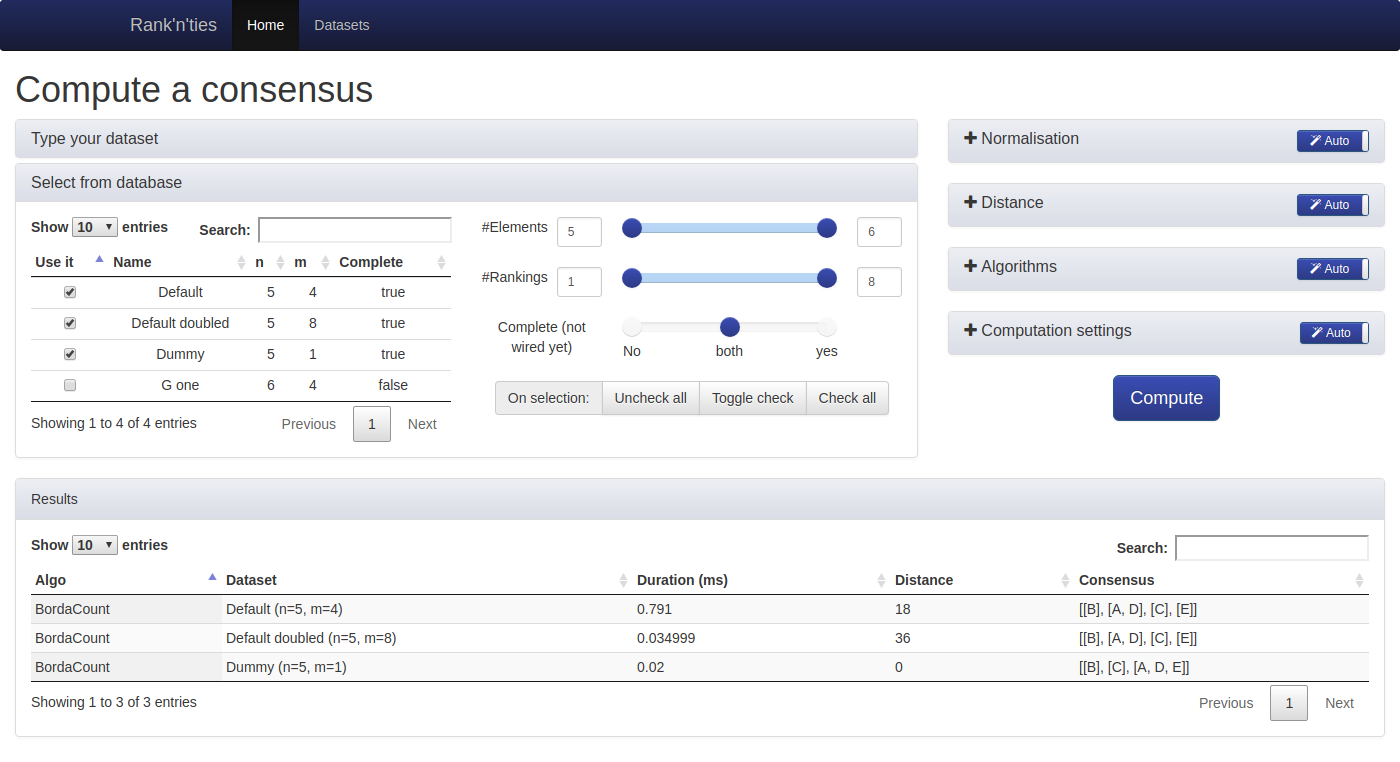 Rank'n'ties Home Datasets
Compute a consensus
Type your dataset
Select from database
Show 10 entries Search:
Use it Name n m Complete
Default 5 4 true
Default doubled 5 8 true
Dummy 5 1 true
G one 6 4 false
Showing 1 to 4 of 4 entries Previous 1 Next
#Elements 5 6
#Rankings 1 8
Complete (not
wired yet)
No both yes
On selection: Uncheck all Toggle check Check all
Normalisation Auto
Distance Auto
Algorithms Auto
Computation settings Auto
Compute
Results
Show 10 entries Search:
Algo Dataset Duration (ms) Distance Consensus
BordaCount Default (n=5, m=4) 0.791 18 [[B], [A, D], [C], [E]]
BordaCount Default doubled (n=5, m=8) 0.034999 36 [[B], [A, D], [C], [E]]
BordaCount Dummy (n=5, m=1) 0.02 0 [[B], [C], [A, D, E]]
Showing 1 to 3 of 3 entries Previous 1 Next